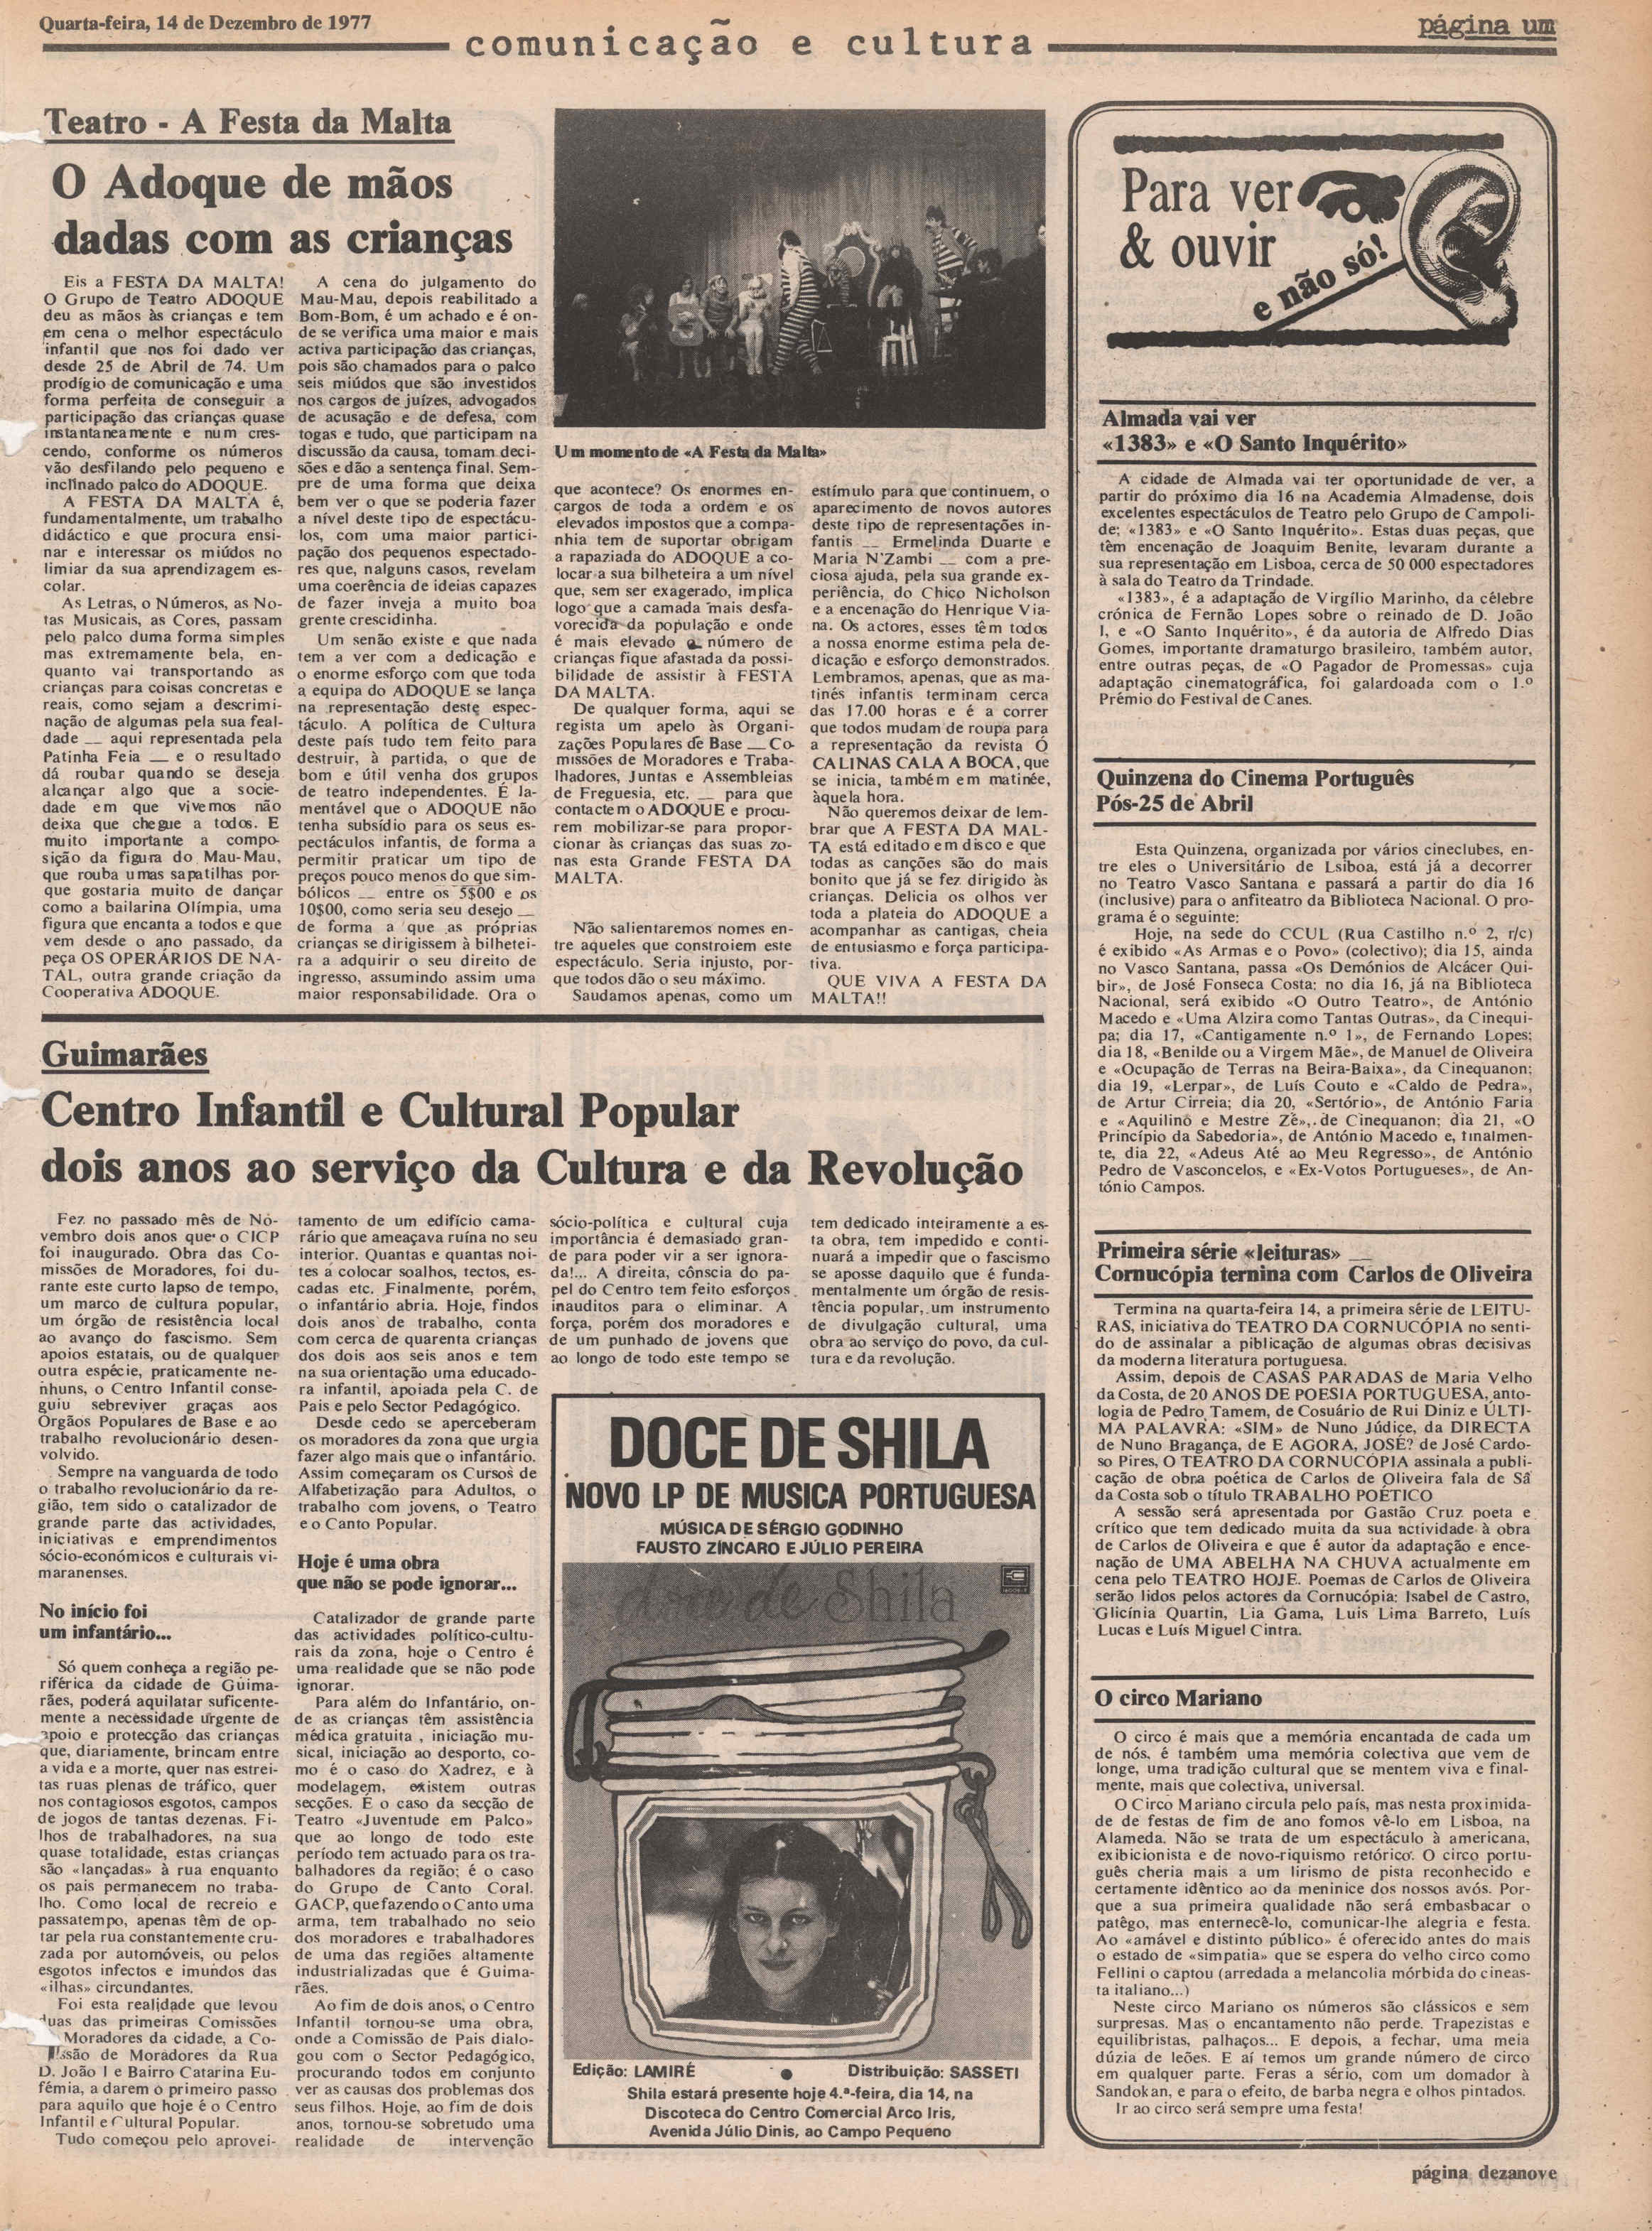 Quarta-feira, 14 de Dezembro de 1977
comunicação e cultura
página um
Teatro - A Festa da Malta
O Adoque de mãos
dadas com as crianças
Eis a FESTA DA MALTA!
O Grupo de Teatro ADOQUE
deu as mãos às crianças e tem
em cena o melhor espectáculo
infantil que nos foi dado ver
desde 25 de Abril de 74. Um
prodígio de comunicação e uma
forma perfeita de conseguir a
participação das crianças quase
instantaneamente e num cres-
cendo, conforme os números
vão desfilando pelo pequeno e
inclinado palco do ADOQUE.
A FESTA DA MALTA é,
fundamentalmente, um trabalho
didáctico e que procura ensi-
nar e interessar os miúdos no
limiar da sua aprendizagem es-
colar.
As Letras, o Números, as No-
tas Musicais, as Cores, passam
pelo palco duma forma simples
mas extremamente bela, en-
quanto vai transportando as
crianças para coisas concretas e
reais, como sejam a descrimi-
nação de algumas pela sua feal-
dade — aqui representada pela
Patinha Feia — e o resultado
dá roubar quando se deseja
alcançar algo que a socie-
dade em que vivemos não
deixa que chegue a todos. E
muito importante a compo-
sição da figura do Mau-Mau,
que rouba umas sapatilhas por-
que gostaria muito de dançar
como a bailarina Olímpia, uma
figura que encanta a todos e que
vem desde o ano passado, da
peça OS OPERÁRIOS DE NA-
TAL, outra grande criação da
Cooperativa ADOQUE.
A cena do julgamento do
Mau-Mau, depois reabilitado a
Bom-Bom, é um achado e é on-
de se verifica uma maior e mais
activa participação das crianças,
pois são chamados para o palco
seis miúdos que são investidos
nos cargos de juízes, advogados
de acusação e de defesa, com
togas e tudo, que participam na
discussão da causa, tomam deci-
sões e dão a sentença final. Sem-
pre de uma forma que deixa
bem ver o que se poderia fazer
a nível deste tipo de espectácu-
los, com uma maior partici-
pação dos pequenos espectado-
res que, nalguns casos, revelam
uma coerência de ideias capazes
de fazer inveja a muito boa
grente crescidinha.
Um senão existe e que nada
tem a ver com a dedicação e
o enorme esforço com que toda
a equipa do ADOQUE se lança
na representação deste espec-
táculo. A política de Cultura
deste país tudo tem feito para
destruir, à partida, o que de
bom e útil venha dos grupos
de teatro independentes. É la-
mentável que o ADOQUE não
tenha subsídio para os seus es-
pectáculos infantis, de forma a
permitir praticar um tipo de
preços pouco menos do que sim-
bólicos — entre os 5$00 e os
10$00, como seria seu desejo —
de forma a que as próprias
crianças se dirigissem à bilhetei-
ra a adquirir o seu direito de
ingresso, assumindo assim uma
maior responsabilidade. Ora o
Um momento de «A Festa da Malta»
que acontece? Os enormes en-
cargos de toda a ordem e os
elevados impostos que a compa-
nhia tem de suportar obrigam
a rapaziada do ADOQUE a co-
locar a sua bilheteira a um nível
que, sem ser exagerado, implica
logo que a camada mais desfa-
vorecida da população e onde
é mais elevado o número de
crianças fique afastada da possi-
bilidade de assistir à FESTA
DA MALTA.
De qualquer forma, aqui se
regista um apelo às Organi-
zações Populares de Base — Co-
missões de Moradores e Traba-
lhadores, Juntas e Assembleias
de Freguesia, etc. — para que
contactem o ADOQUE e procu-
rem mobilizar-se para propor-
cionar às crianças das suas zo-
nas esta Grande FESTA DA
MALTA.
Não salientaremos nomes en-
tre aqueles que constroiem este
espectáculo. Seria injusto, por-
que todos dão o seu máximo.
Saudamos apenas, como um
estímulo para que continuem, o
aparecimento de novos autores
deste tipo de representações in-
fantis — Ermelinda Duarte e
Maria N'Zambi — com a pre-
ciosa ajuda, pela sua grande ex-
periência, do Chico Nicholson
e a encenação do Henrique Via-
na. Os actores, esses têm todos
a nossa enorme estima pela de-
dicação e esforço demonstrados.
Lembramos, apenas, que as ma-
tinés infantis terminam cerca
das 17.00 horas e é a correr
que todos mudam de roupa para
a representação da revista Ó
CALINAS CALA A BOCA, que
se inicia, também em matinée,
àquela hora.
Não queremos deixar de lem-
brar que A FESTA DA MAL-
TA está editado em disco e que
todas as canções são do mais
bonito que já se fez dirigido às
crianças. Delicia os olhos ver
toda a plateia do ADOQUE a
acompanhar as cantigas, cheia
de entusiasmo e força participa-
tiva.
QUE VIVA A FESTA DA
MALTA!!
Guimarães
Centro Infantil e Cultural Popular
dois anos ao serviço da Cultura e da Revolução
Fez no passado mês de No-
vembro dois anos que o CICP
foi inaugurado. Obra das Co-
missões de Moradores, foi du-
rante este curto lapso de tempo,
um marco de cultura popular,
um órgão de resistência local
ao avanço do fascismo. Sem
apoios estatais, ou de qualquer
outra espécie, praticamente ne-
nhuns, o Centro Infantil conse-
guiu sebreviver graças aos
Órgãos Populares de Base e ao
trabalho revolucionário desen-
volvido.
Sempre na vanguarda de todo
o trabalho revolucionário da re-
gião, tem sido o catalizador de
grande parte das actividades,
iniciativas e emprendimentos
sócio-económicos e culturais vi-
maranenses.
No início foi
um infantário...
Só quem conheça a região pe-
riférica da cidade de Guima-
rães, poderá aquilatar suficente-
mente a necessidade urgente de
apoio e protecção das crianças
que, diariamente, brincam entre
a vida e a morte, quer nas estrei-
tas ruas plenas de tráfico, quer
nos contagiosos esgotos, campos
de jogos de tantas dezenas. Fi-
lhos de trabalhadores, na sua
quase totalidade, estas crianças
são «lançadas» à rua enquanto
os pais permanecem no traba-
lho. Como local de recreio e
passatempo, apenas têm de op-
tar pela rua constantemente cru-
zada por automóveis, ou pelos
esgotos infectos e imundos das
«ilhas» circundantes.
Foi esta realidade que levou
duas das primeiras Comissões
Moradores da cidade, a Co-
ssão de Moradores da Rua
D. João I e Bairro Catarina Eu-
fémia, a darem o primeiro passo
para aquilo que hoje é o Centro
Infantil e Cultural Popular.
Tudo começou pelo aprovei-
tamento de um edifício cama-
rário que ameaçava ruína no seu
interior. Quantas e quantas noi-
tes a colocar soalhos, tectos, es-
cadas etc. Finalmente, porém,
o infantário abria. Hoje, findos
dois anos de trabalho, conta
com cerca de quarenta crianças
dos dois aos seis anos e tem
na sua orientação uma educado-
ra infantil, apoiada pela C. de
Pais e pelo Sector Pedagógico.
Desde cedo se aperceberam
os moradores da zona que urgia
fazer algo mais que o infantário.
Assim começaram os Cursos de
Alfabetização para Adultos, o
trabalho com jovens, o Teatro
e o Canto Popular.
Hoje é uma obra
que não se pode ignorar...
Catalizador de grande parte
das actividades político-cultu-
rais da zona, hoje o Centro é
uma realidade que se não pode
ignorar.
Para além do Infantário, on-
de as crianças têm assistência
médica gratuita , iniciação mu-
sical, iniciação ao desporto, co-
mo é o caso do Xadrez, e à
modelagem, existem outras
secções. É o caso da secção de
Teatro «Juventude em Palco»
que ao longo de todo este
período tem actuado para os tra-
balhadores da região; é o caso
do Grupo de Canto Coral.
GACP, que fazendo o Canto uma
arma, tem trabalhado no seio
dos moradores e trabalhadores
de uma das regiões altamente
industrializadas que é Guima-
rães.
Ao fim de dois anos, o Centro
Infantil tornou-se uma obra,
onde a Comissão de Pais dialo-
gou com o Sector Pedagógico,
procurando todos em conjunto
ver as causas dos problemas dos
seus filhos. Hoje, ao fim de dois
anos, tornou-se sobretudo uma
realidade de intervenção
sócio-política e cultural cuja
importância é demasiado gran-
de para poder vir a ser ignora-
da!... A direita, cônscia do pa-
pel do Centro tem feito esforços
inauditos para o eliminar. A
força, porém dos moradores e
de um punhado de jovens que
ao longo de todo este tempo se
tem dedicado inteiramente a es-
ta obra, tem impedido e conti-
nuará a impedir que o fascismo
se aposse daquilo que é funda-
mentalmente um órgão de resis-
tência popular, um instrumento
de divulgação cultural, uma
obra ao serviço do povo, da cul-
tura e da revolução.
DOCE DE SHILA
NOVO LP DE MUSICA PORTUGUESA
MÚSICA DE SÉRGIO GODINHO
FAUSTO ZÍNCARO E JÚLIO PEREIRA
doce de Shila
Edição: LAMIRÉ • Distribuição: SASSETI
Shila estará presente hoje 4.ª-feira, dia 14, na
Discoteca do Centro Comercial Arco Iris,
Avenida Júlio Dinis, ao Campo Pequeno
Para ver
& ouvir
e não só!
Almada vai ver
«1383» e «O Santo Inquérito»
A cidade de Almada vai ter oportunidade de ver, a
partir do próximo dia 16 na Academia Almadense, dois
excelentes espectáculos de Teatro pelo Grupo de Campoli-
de; «1383» e «O Santo Inquérito». Estas duas peças, que
têm encenação de Joaquim Benite, levaram durante a
sua representação em Lisboa, cerca de 50 000 espectadores
à sala do Teatro da Trindade.
«1383», é a adaptação de Virgílio Marinho, da célebre
crónica de Fernão Lopes sobre o reinado de D. João
I, e «O Santo Inquérito», é da autoria de Alfredo Dias
Gomes, importante dramaturgo brasileiro, também autor,
entre outras peças, de «O Pagador de Promessas» cuja
adaptação cinematográfica, foi galardoada com o 1.º
Prémio do Festival de Canes.
Quinzena do Cinema Português
Pós-25 de Abril
Esta Quinzena, organizada por vários cineclubes, en-
tre eles o Universitário de Lsiboa, está já a decorrer
no Teatro Vasco Santana e passará a partir do dia 16
(inclusive) para o anfiteatro da Biblioteca Nacional. O pro-
grama é o seguinte:
Hoje, na sede do CCUL (Rua Castilho n.º 2, r/c)
é exibido «As Armas e o Povo» (colectivo); dia 15, ainda
no Vasco Santana, passa «Os Demónios de Alcácer Qui-
bir», de José Fonseca Costa; no dia 16, já na Biblioteca
Nacional, será exibido «O Outro Teatro», de António
Macedo e «Uma Alzira como Tantas Outras», da Cinequi-
pa; dia 17, «Cantigamente n.º 1», de Fernando Lopes;
dia 18, «Benilde ou a Virgem Mãe», de Manuel de Oliveira
e «Ocupação de Terras na Beira-Baixa», da Cinequanon;
dia 19, «Lerpar», de Luís Couto e «Caldo de Pedra»,
de Artur Cirreia; dia 20, «Sertório», de António Faria
e «Aquilino e Mestre Zé», de Cinequanon; dia 21, «O
Princípio da Sabedoria», de António Macedo e, finalmen-
te, dia 22, «Adeus Até ao Meu Regresso», de António
Pedro de Vasconcelos, e «Ex-Votos Portugueses», de An-
tónio Campos.
Primeira série «leituras» —
Cornucópia ternina com Carlos de Oliveira
Termina na quarta-feira 14, a primeira série de LEITU-
RAS, iniciativa do TEATRO DA CORNUCÓPIA no senti-
do de assinalar a piblicação de algumas obras decisivas
da moderna literatura portuguesa.
Assim, depois de CASAS PARADAS de Maria Velho
da Costa, de 20 ANOS DE POESIA PORTUGUESA, anto-
logia de Pedro Tamem, de Cosuário de Rui Diniz e ÚLTI-
MA PALAVRA: «SIM» de Nuno Júdice, da DIRECTA
de Nuno Bragança, de E AGORA, JOSÉ? de José Cardo-
so Pires, O TEATRO DA CORNUCÓPIA assinala a publi-
cação de obra poética de Carlos de Oliveira fala de Sâ
da Costa sob o título TRABALHO POÉTICO
A sessão será apresentada por Gastão Cruz poeta e
crítico que tem dedicado muita da sua actividade à obra
de Carlos de Oliveira e que é autor da adaptação e ence-
nação de UMA ABELHA NA CHUVA actualmente em
cena pelo TEATRO HOJE. Poemas de Carlos de Oliveira
serão lidos pelos actores da Cornucópia: Isabel de Castro,
Glicínia Quartin, Lia Gama, Luis Lima Barreto, Luís
Lucas e Luís Miguel Cintra.
O circo Mariano
O circo é mais que a memória encantada de cada um
de nós, é também uma memória colectiva que vem de
longe, uma tradição cultural que se mentem viva e final-
mente, mais que colectiva, universal.
O Circo Mariano circula pelo país, mas nesta proximida-
de de festas de fim de ano fomos vê-lo em Lisboa, na
Alameda. Não se trata de um espectáculo à americana,
exibicionista e de novo-riquismo retórico. O circo portu-
guês cheria mais a um lirismo de pista reconhecido e
certamente idêntico ao da meninice dos nossos avós. Por-
que a sua primeira qualidade não será embasbacar o
patêgo, mas enternecê-lo, comunicar-lhe alegria e festa.
Ao «amável e distinto público» é oferecido antes do mais
o estado de «simpatia» que se espera do velho circo como
Fellini o captou (arredada a melancolia mórbida do cineas-
ta italiano...)
Neste circo Mariano os números são clássicos e sem
surpresas. Mas o encantamento não perde. Trapezistas e
equilibristas, palhaços... E depois, a fechar, uma meia
dúzia de leões. E aí temos um grande número de circo
em qualquer parte. Feras a sério, com um domador à
Sandokan, e para o efeito, de barba negra e olhos pintados.
Ir ao circo será sempre uma festa!
página dezanove